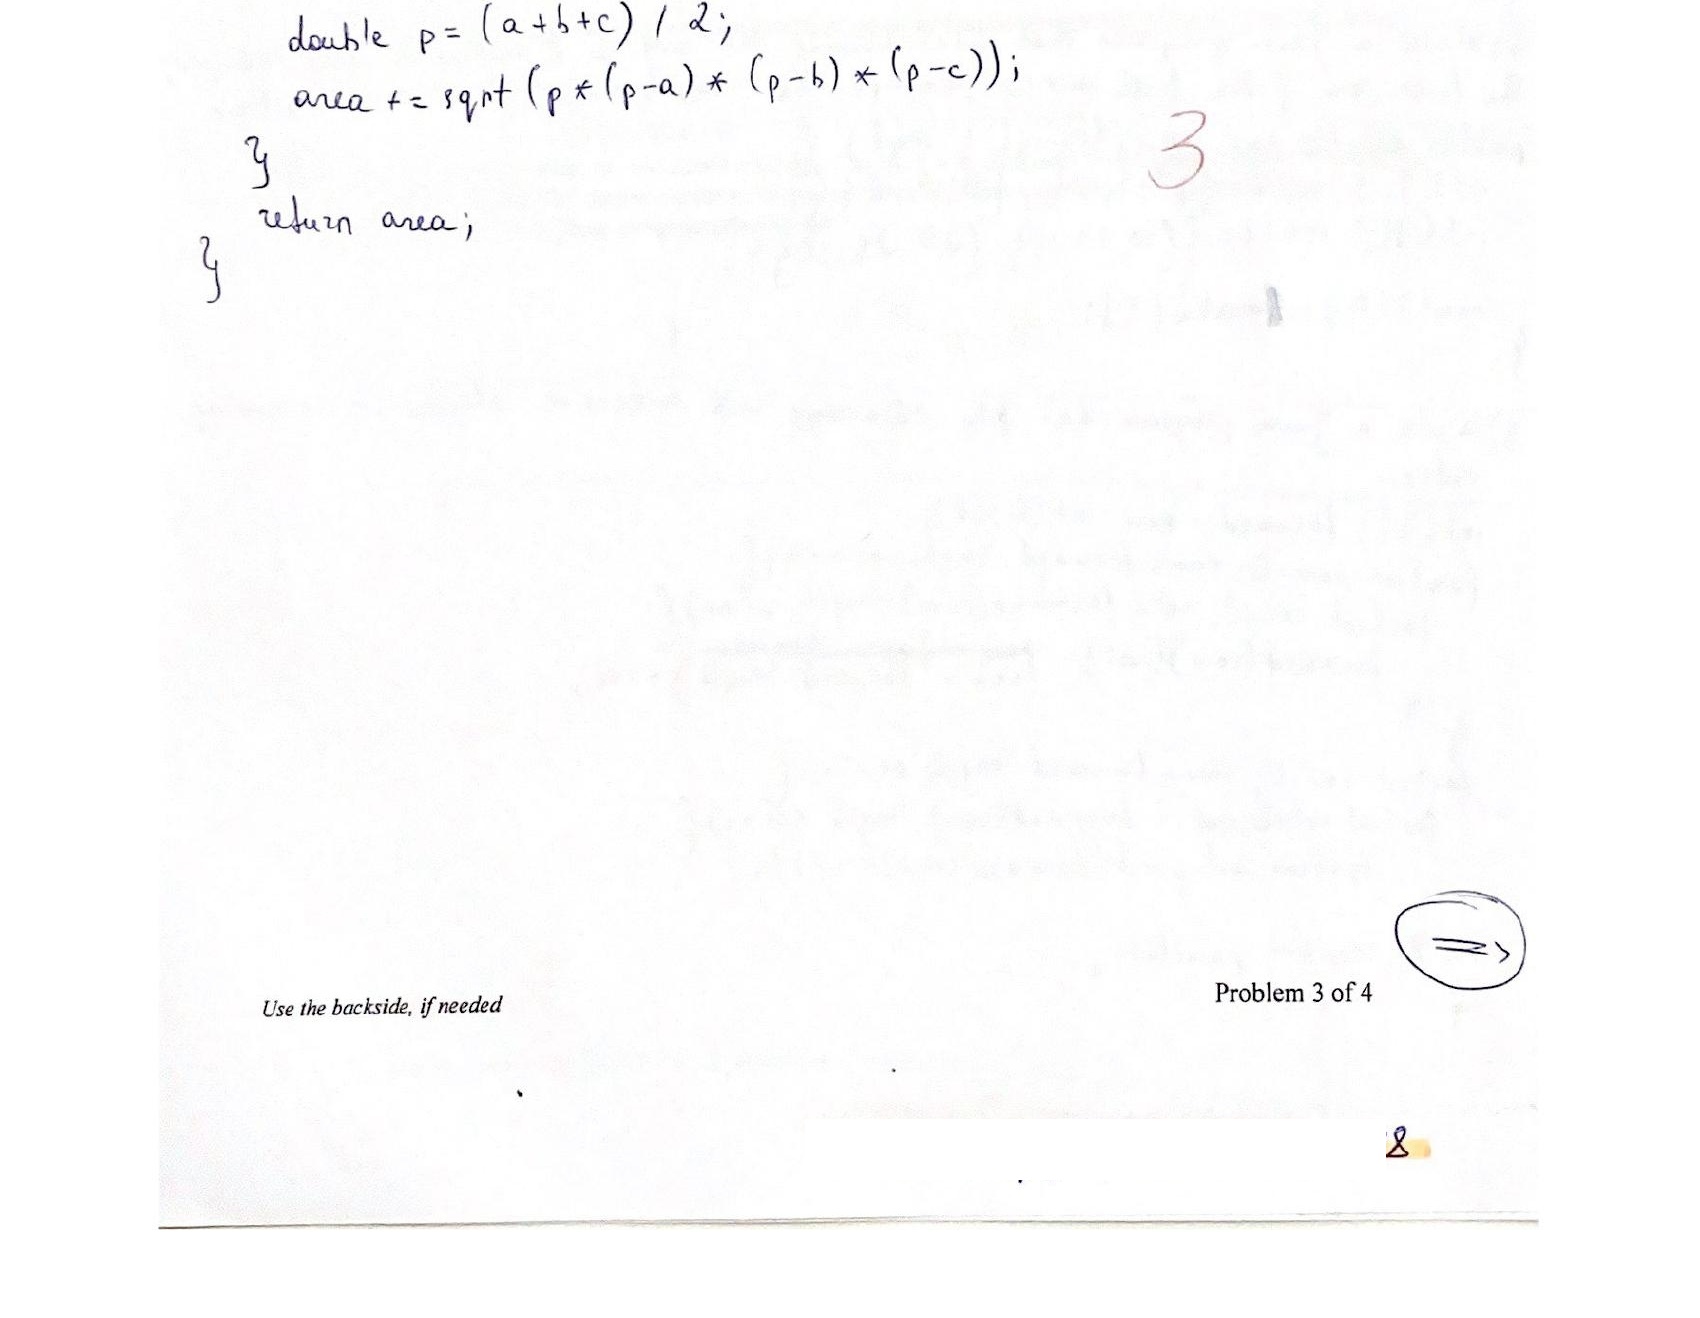 double p = (a+b+c) / 2;
area += sqrt (p*(p-a) * (p-b) * (p-c));
3
}
return area;
}
=>
Use the backside, if needed
Problem 3 of 4
8